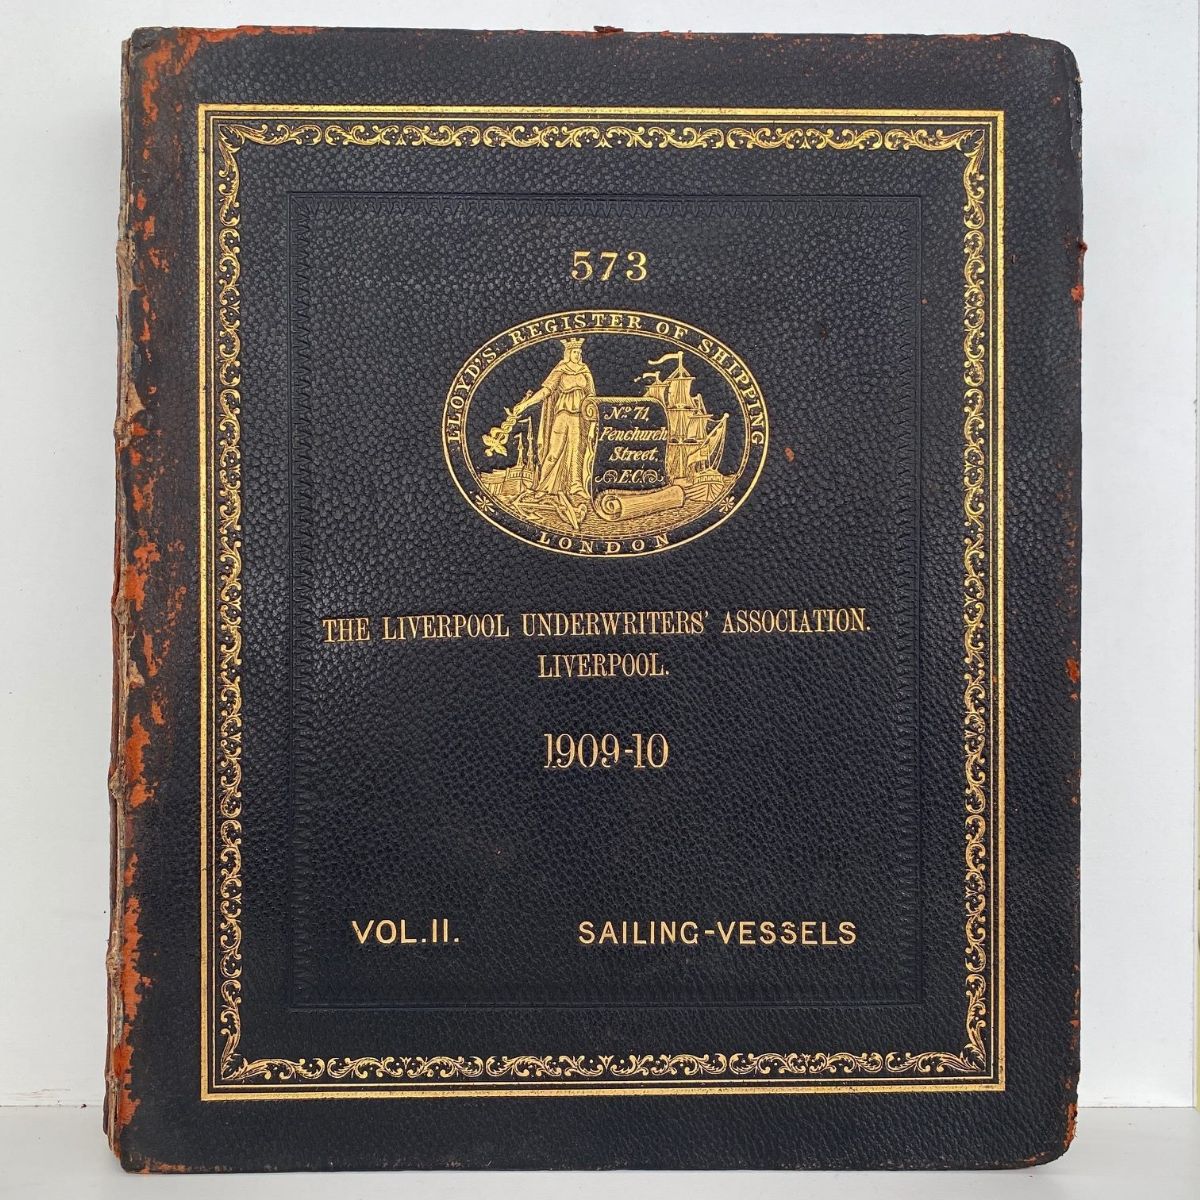 573
LLOYD'S REGISTER OF SHIPPING
No. 71
Fenchurch
Street,
E.C.
LONDON
THE LIVERPOOL UNDERWRITERS' ASSOCIATION.
LIVERPOOL.
1909-10
VOL.II. SAILING-VESSELS